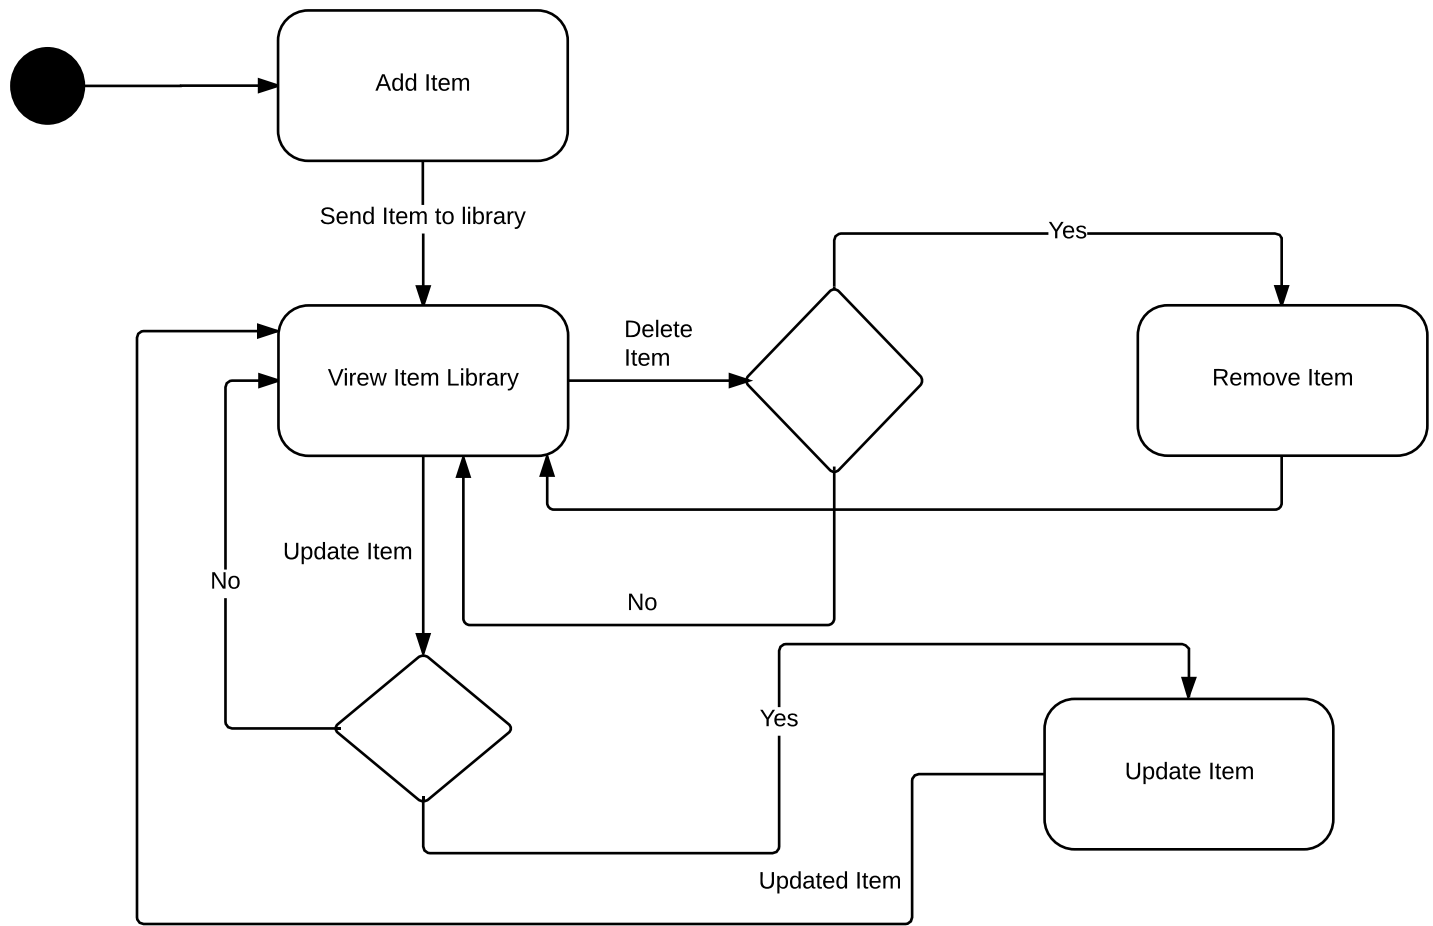 Add Item
Send Item to library
Yes
Delete
Item
Virew Item Library
Remove Item
Update Item
No
No
Yes
Update Item
Updated Item